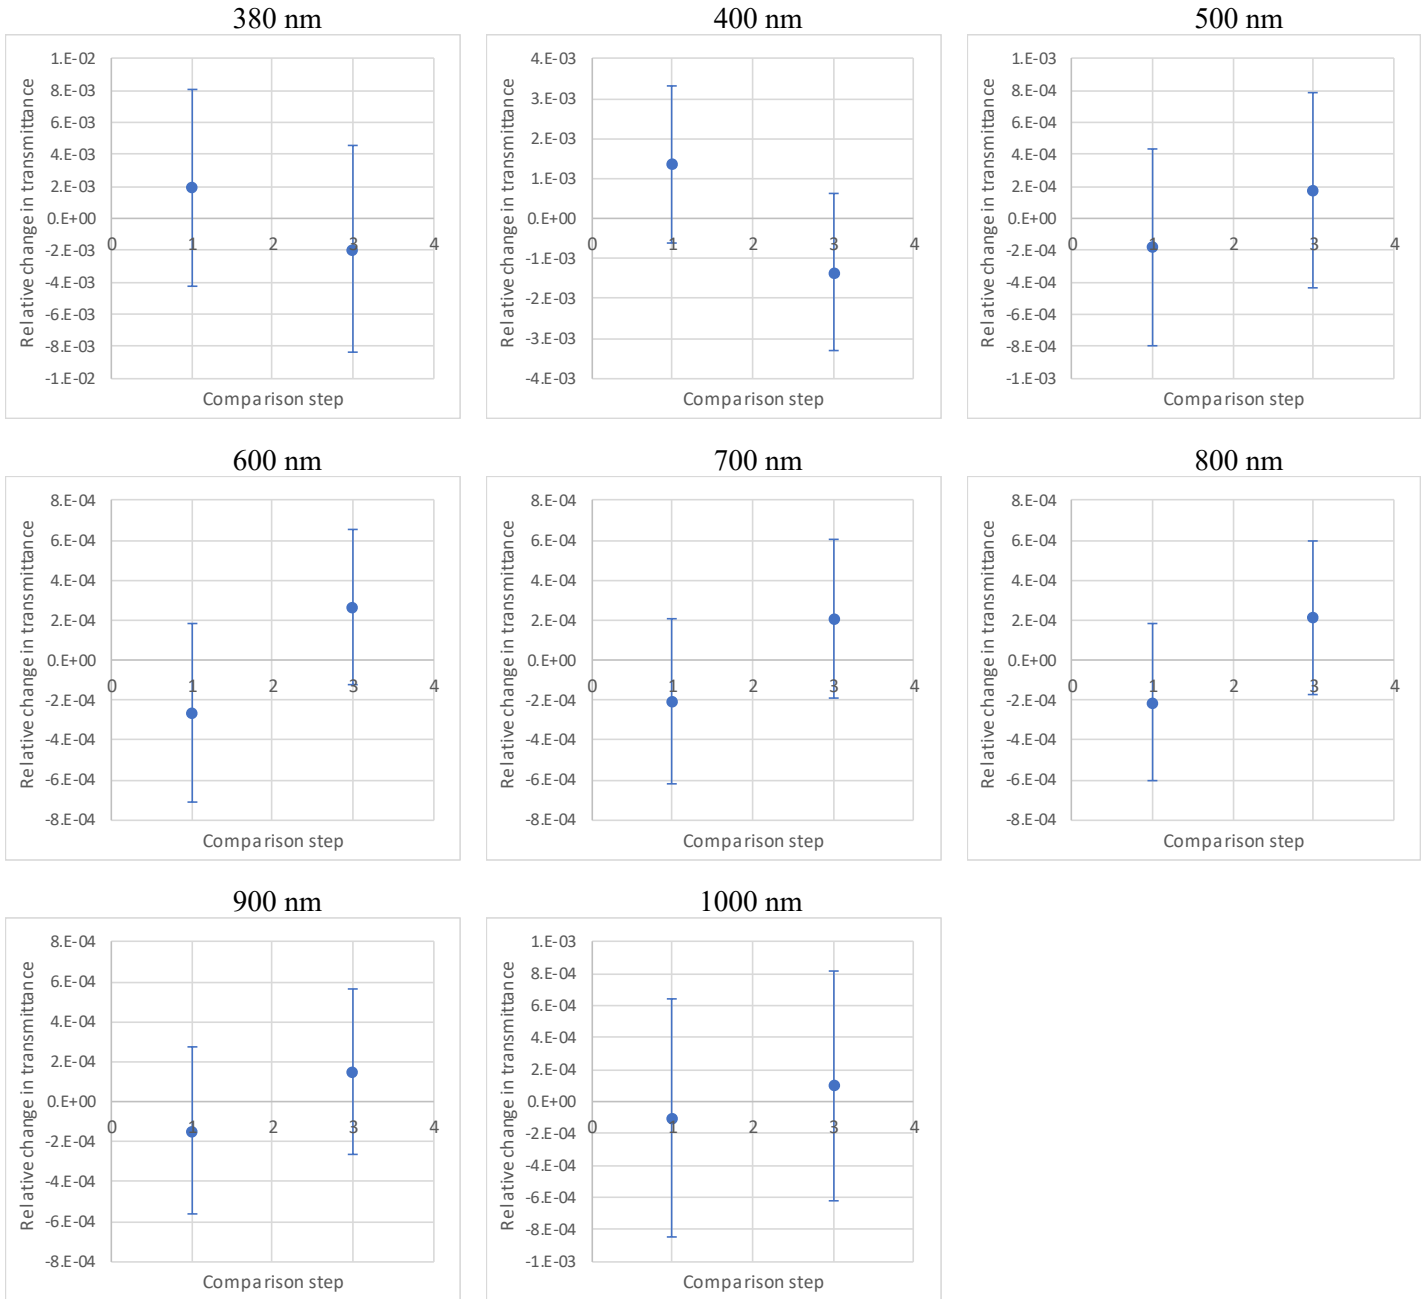 380 nm
400 nm
500 nm
Relative change in transmittance
1.E-02
8.E-03
6.E-03
4.E-03
2.E-03
0.E+00
-2.E-03
-4.E-03
-6.E-03
-8.E-03
-1.E-02
0 1 2 3 4
Comparison step
Relative change in transmittance
4.E-03
3.E-03
2.E-03
1.E-03
0.E+00
-1.E-03
-2.E-03
-3.E-03
-4.E-03
0 1 2 3 4
Comparison step
Relative change in transmittance
1.E-03
8.E-04
6.E-04
4.E-04
2.E-04
0.E+00
-2.E-04
-4.E-04
-6.E-04
-8.E-04
-1.E-03
0 1 2 3 4
Comparison step
600 nm
700 nm
800 nm
Relative change in transmittance
8.E-04
6.E-04
4.E-04
2.E-04
0.E+00
-2.E-04
-4.E-04
-6.E-04
-8.E-04
0 1 2 3 4
Comparison step
Relative change in transmittance
8.E-04
6.E-04
4.E-04
2.E-04
0.E+00
-2.E-04
-4.E-04
-6.E-04
-8.E-04
0 1 2 3 4
Comparison step
Relative change in transmittance
8.E-04
6.E-04
4.E-04
2.E-04
0.E+00
-2.E-04
-4.E-04
-6.E-04
-8.E-04
0 1 2 3 4
Comparison step
900 nm
1000 nm
Relative change in transmittance
8.E-04
6.E-04
4.E-04
2.E-04
0.E+00
-2.E-04
-4.E-04
-6.E-04
-8.E-04
0 1 2 3 4
Comparison step
Relative change in transmittance
1.E-03
8.E-04
6.E-04
4.E-04
2.E-04
0.E+00
-2.E-04
-4.E-04
-6.E-04
-8.E-04
-1.E-03
0 1 2 3 4
Comparison step